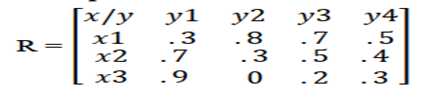 x/y y1 y2 y3 y4
x1 .3 .8 .7 .5
R = x2 .7 .3 .5 .4
x3 .9 0 .2 .3